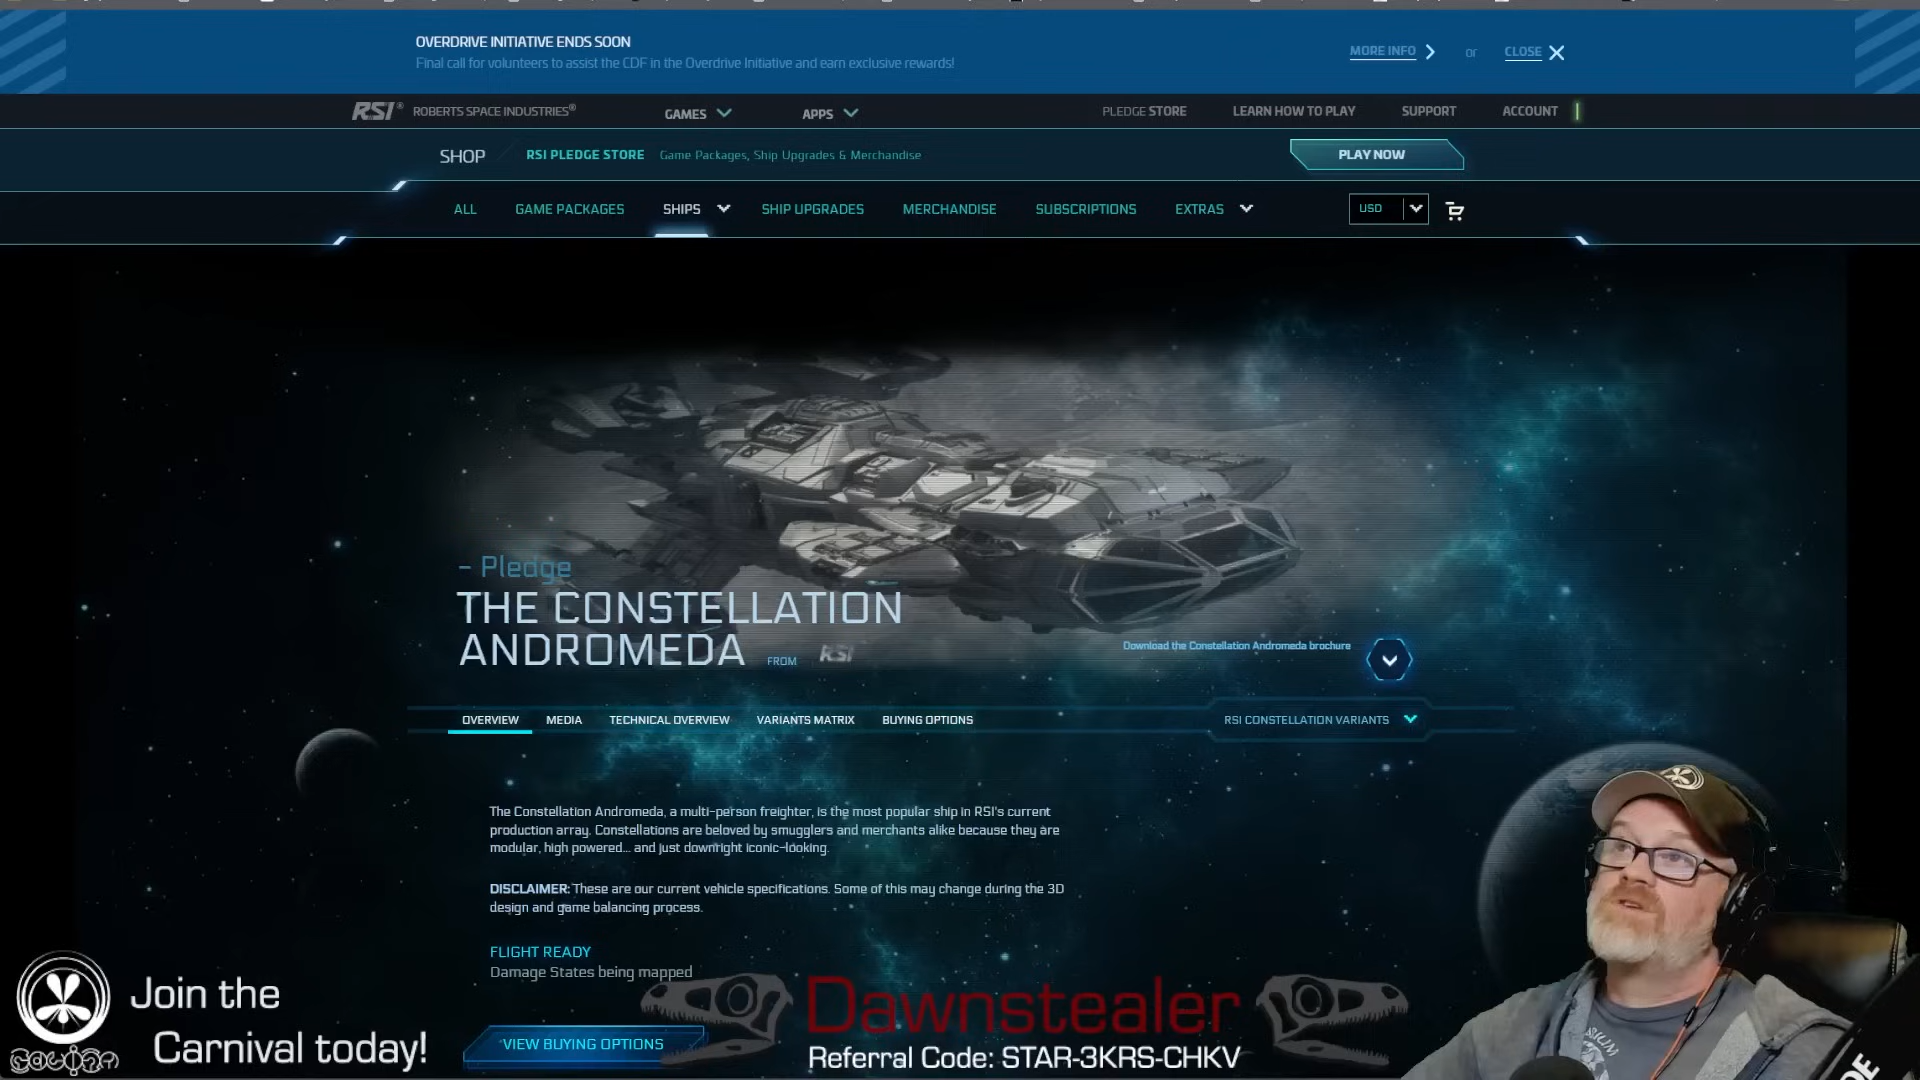 OVERDRIVE INITIATIVE ENDS SOON
Final call for volunteers to assist the CDF in the Overdrive Initiative and earn exclusive rewards!
MORE INFO
or
CLOSE
RSI® ROBERTS SPACE INDUSTRIES®
GAMES
APPS
PLEDGE STORE
LEARN HOW TO PLAY
SUPPORT
ACCOUNT
SHOP
RSI PLEDGE STORE
Game Packages, Ship Upgrades & Merchandise
PLAY NOW
ALL
GAME PACKAGES
SHIPS
SHIP UPGRADES
MERCHANDISE
SUBSCRIPTIONS
EXTRAS
USD
– Pledge
THE CONSTELLATION
ANDROMEDA FROM RSI
Download the Constellation Andromeda brochure
OVERVIEW
MEDIA
TECHNICAL OVERVIEW
VARIANTS MATRIX
BUYING OPTIONS
RSI CONSTELLATION VARIANTS
The Constellation Andromeda, a multi-person freighter, is the most popular ship in RSI's current
production array. Constellations are beloved by smugglers and merchants alike because they are
modular, high powered... and just downright iconic-looking.
DISCLAIMER: These are our current vehicle specifications. Some of this may change during the 3D
design and game balancing process.
FLIGHT READY
Damage States being mapped
VIEW BUYING OPTIONS
Join the
Carnival today!
Dawnstealer
Referral Code: STAR-3KRS-CHKV